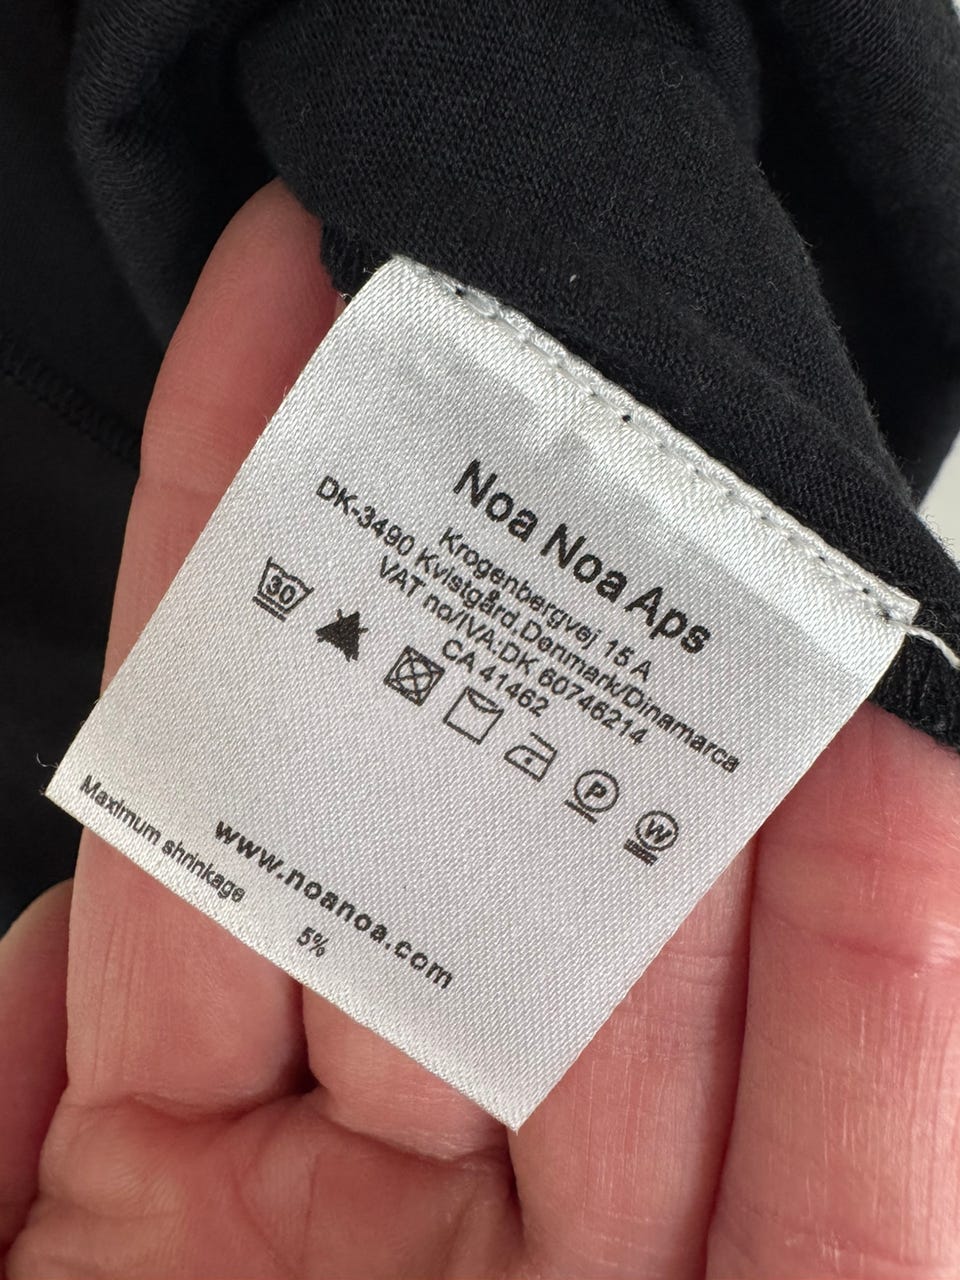 Noa Noa Aps
Krogenbergvej 15 A
DK-3490 Kvistgård.Denmark/Dinamarca
VAT no/IVA:DK 60746214
CA 41462
30
P
W
www.noanoa.com
Maximum shrinkage 5%